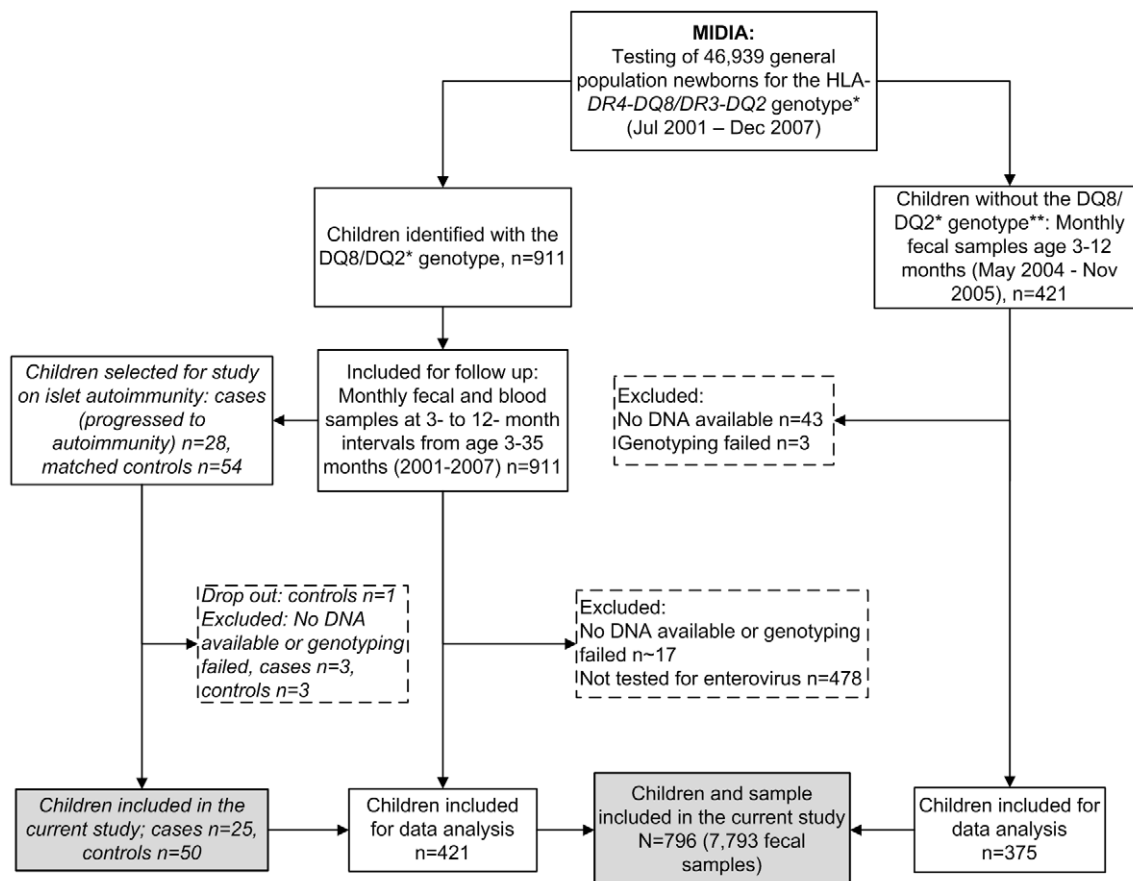 MIDIA:
Testing of 46,939 general
population newborns for the HLA-
DR4-DQ8/DR3-DQ2 genotype*
(Jul 2001 – Dec 2007)
Children identified with the
DQ8/DQ2* genotype, n=911
Children without the DQ8/
DQ2* genotype**: Monthly
fecal samples age 3-12
months (May 2004 - Nov
2005), n=421
Children selected for study
on islet autoimmunity: cases
(progressed to
autoimmunity) n=28,
matched controls n=54
Included for follow up:
Monthly fecal and blood
samples at 3- to 12- month
intervals from age 3-35
months (2001-2007) n=911
Excluded:
No DNA available n=43
Genotyping failed n=3
Drop out: controls n=1
Excluded: No DNA
available or genotyping
failed, cases n=3,
controls n=3
Excluded:
No DNA available or genotyping
failed n~17
Not tested for enterovirus n=478
Children included in the
current study; cases n=25,
controls n=50
Children included
for data analysis
n=421
Children and sample
included in the current study
N=796 (7,793 fecal
samples)
Children included for
data analysis
n=375